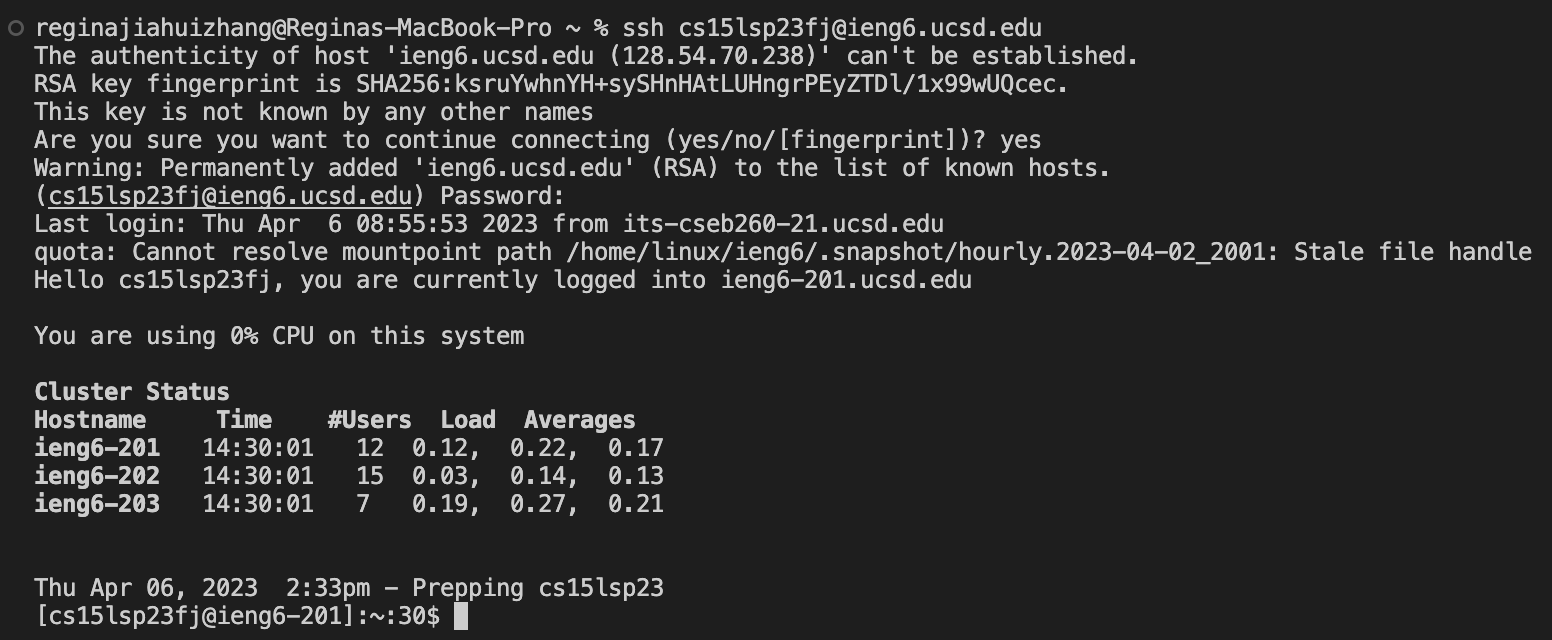 reginajiahuizhang@Reginas-MacBook-Pro ~ % ssh cs15lsp23fj@ieng6.ucsd.edu
The authenticity of host 'ieng6.ucsd.edu (128.54.70.238)' can't be established.
RSA key fingerprint is SHA256:ksruYwhnYH+sySHnHAtLUHngrPEyZTDl/1x99wUQcec.
This key is not known by any other names
Are you sure you want to continue connecting (yes/no/[fingerprint])? yes
Warning: Permanently added 'ieng6.ucsd.edu' (RSA) to the list of known hosts.
(cs15lsp23fj@ieng6.ucsd.edu) Password:
Last login: Thu Apr  6 08:55:53 2023 from its-cseb260-21.ucsd.edu
quota: Cannot resolve mountpoint path /home/linux/ieng6/.snapshot/hourly.2023-04-02_2001: Stale file handle
Hello cs15lsp23fj, you are currently logged into ieng6-201.ucsd.edu
You are using 0% CPU on this system
Cluster Status
Hostname     Time    #Users  Load  Averages
ieng6-201   14:30:01   12  0.12,  0.22,  0.17
ieng6-202   14:30:01   15  0.03,  0.14,  0.13
ieng6-203   14:30:01   7   0.19,  0.27,  0.21
Thu Apr 06, 2023  2:33pm - Prepping cs15lsp23
[cs15lsp23fj@ieng6-201]:~:30$